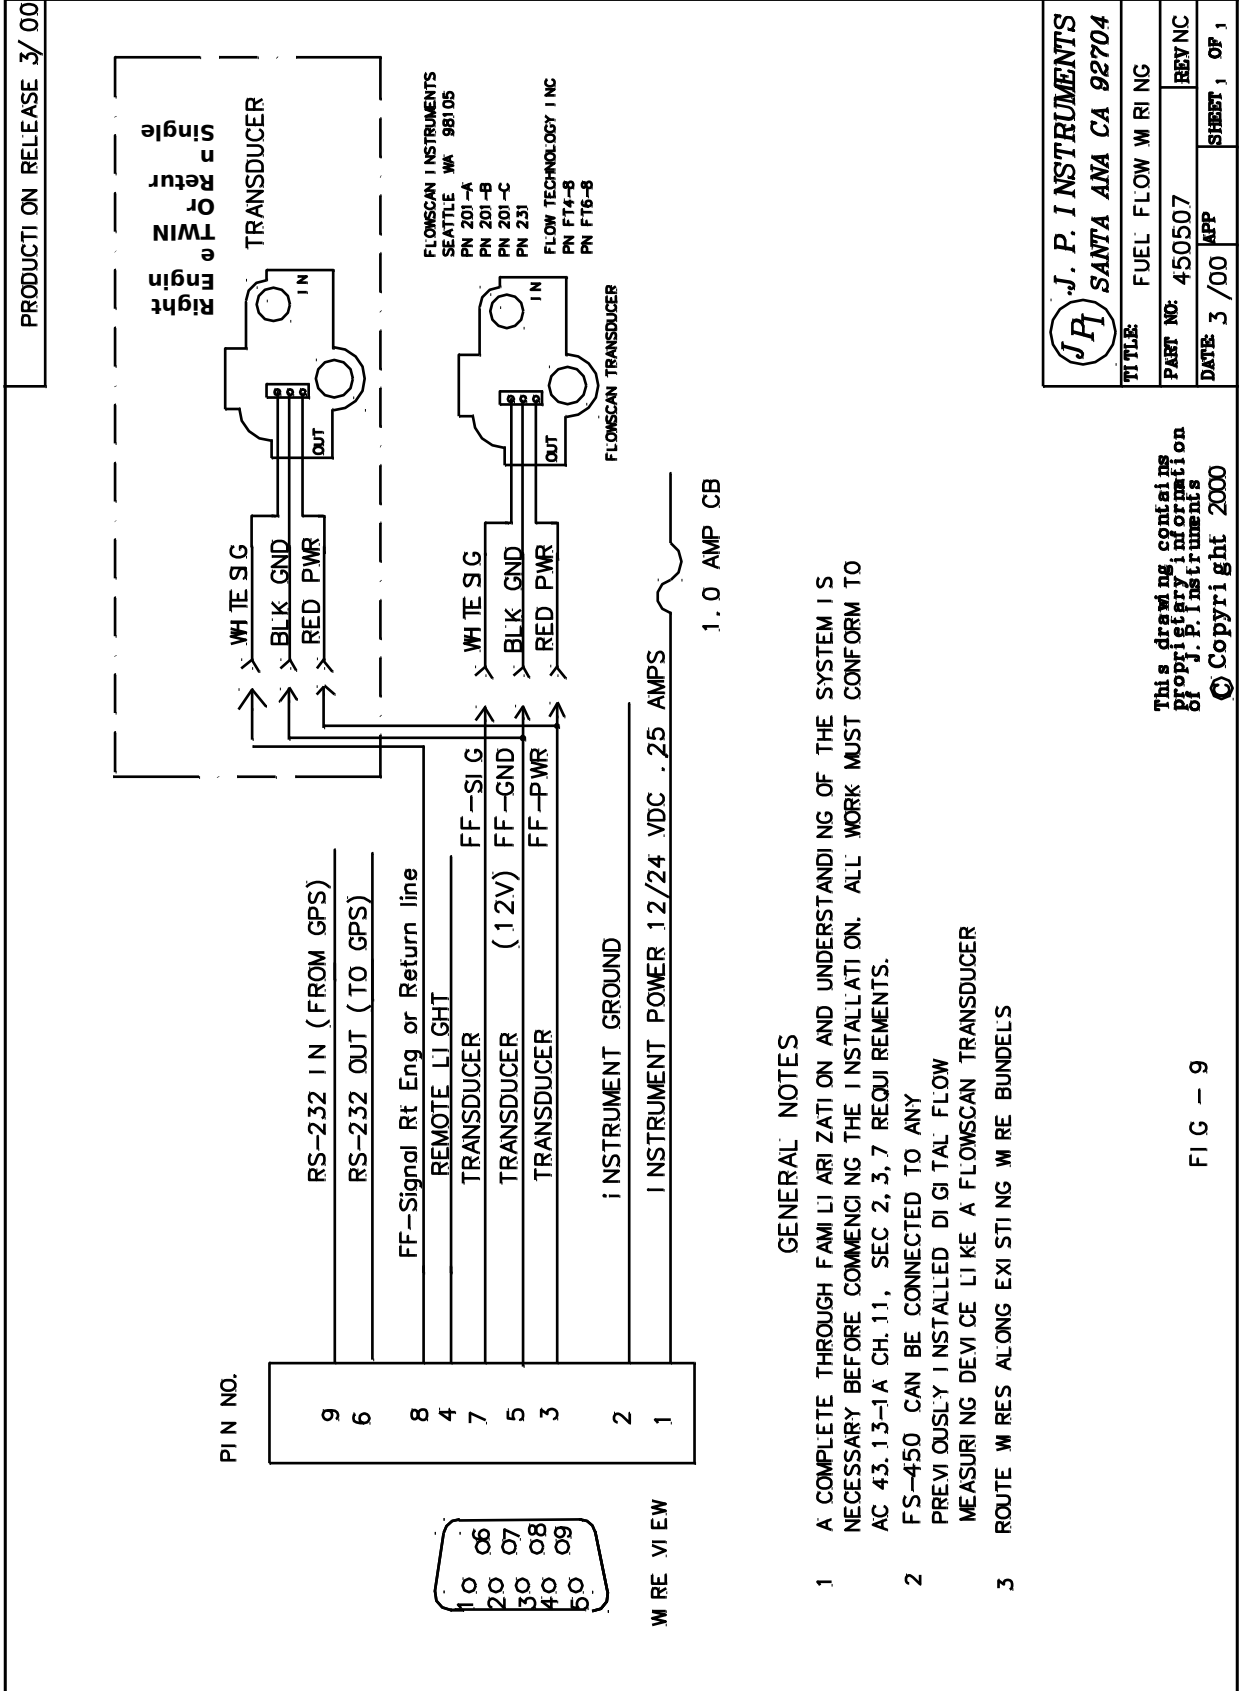 PRODUCTION RELEASE 3/00
Right
Engin
e
TWIN
Or
Retur
n
Single
TRANSDUCER
IN
OUT
WHITE SIG
BLK GND
RED PWR
FLOWSCAN INSTRUMENTS
SEATTLE WA 98105
PN 201-A
PN 201-B
PN 201-C
PN 231
FLOW TECHNOLOGY INC
PN FT4-8
PN FT6-8
IN
OUT
FLOWSCAN TRANSDUCER
WHITE SIG
BLK GND
RED PWR
PIN NO.
9 RS-232 IN (FROM GPS)
6 RS-232 OUT (TO GPS)
8 FF-Signal Rt Eng or Return line
4 REMOTE LIGHT
7 TRANSDUCER FF-SIG
5 TRANSDUCER (12V) FF-GND
3 TRANSDUCER FF-PWR
2 iNSTRUMENT GROUND
1 INSTRUMENT POWER 12/24 VDC .25 AMPS
1.0 AMP CB
1 6
2 7
3 8
4 9
5
WIRE VIEW
GENERAL NOTES
1 A COMPLETE THROUGH FAMILIARIZATION AND UNDERSTANDING OF THE SYSTEM IS
NECESSARY BEFORE COMMENCING THE INSTALLATION. ALL WORK MUST CONFORM TO
AC 43.13-1A CH.11, SEC 2,3,7 REQUIREMENTS.
2 FS-450 CAN BE CONNECTED TO ANY
PREVIOUSLY INSTALLED DIGITAL FLOW
MEASURING DEVICE LIKE A FLOWSCAN TRANSDUCER
3 ROUTE WIRES ALONG EXISTING WIRE BUNDELS
FIG - 9
This drawing contains
proprietary information
of J.P.Instruments
© Copyright 2000
JPI J.P.INSTRUMENTS
SANTA ANA CA 92704
TITLE: FUEL FLOW WIRING
PART NO: 450507 REV NC
DATE: 3/00 APP SHEET 1 OF 1